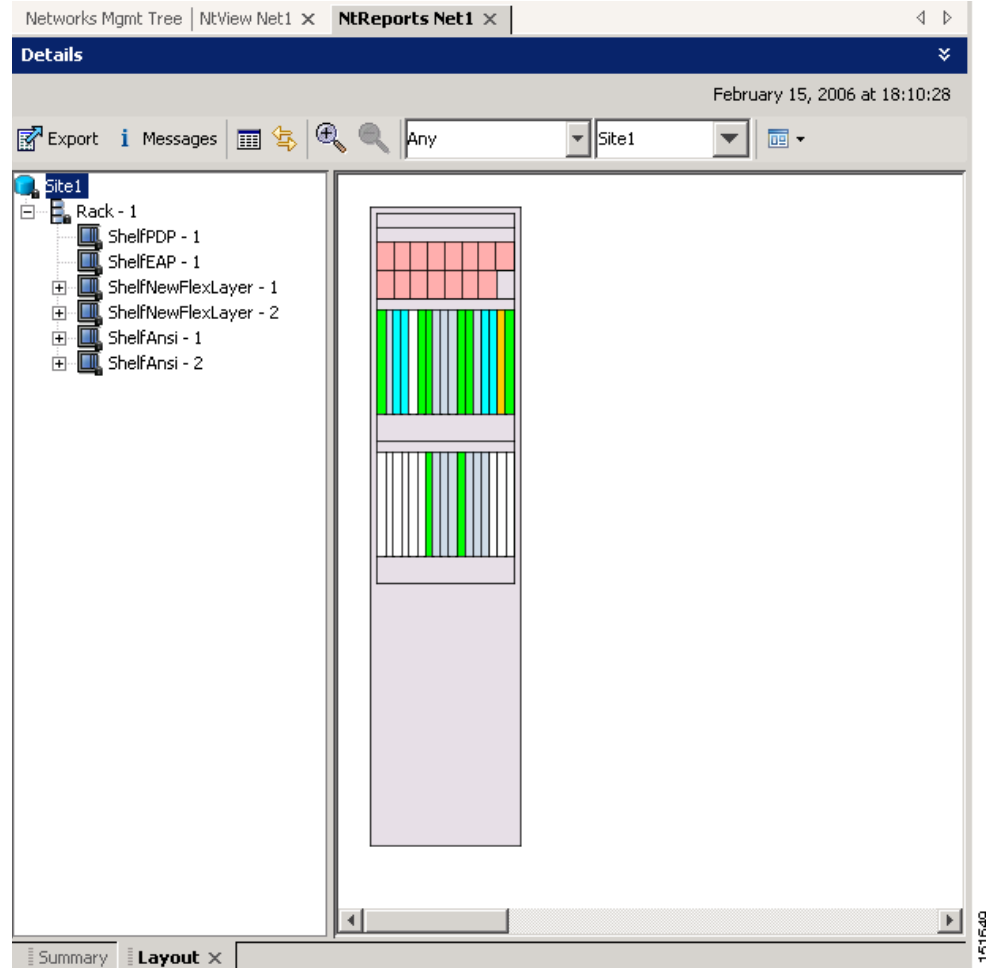 Networks Mgmt Tree NtView Net1 NtReports Net1
Details
February 15, 2006 at 18:10:28
Export i Messages Any Site1
Site1
Rack - 1
ShelfPDP - 1
ShelfEAP - 1
ShelfNewFlexLayer - 1
ShelfNewFlexLayer - 2
ShelfAnsi - 1
ShelfAnsi - 2
Summary Layout
151549